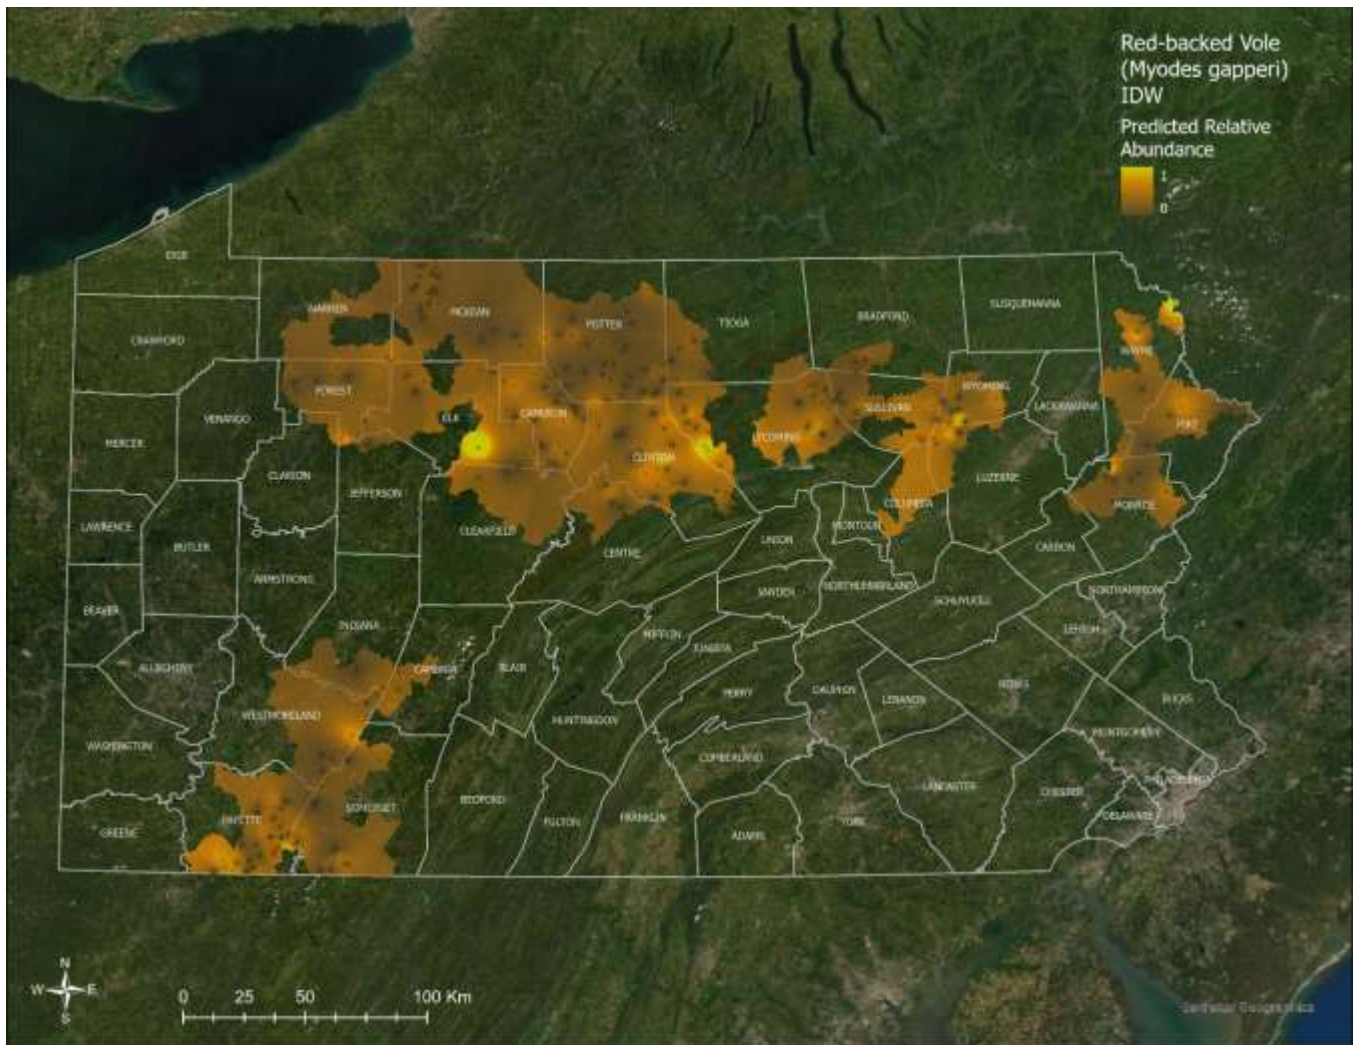 Red-backed Vole
(Myodes gapperi)
IDW
Predicted Relative
Abundance
1
0
ERIE
CRAWFORD
WARREN
MCKEAN
POTTER
TIOGA
BRADFORD
SUSQUEHANNA
WAYNE
FOREST
VENANGO
ELK
CAMERON
SULLIVAN
WYOMING
LACKAWANNA
PIKE
MERCER
CLARION
JEFFERSON
CLINTON
LYCOMING
LUZERNE
COLUMBIA
MONROE
LAWRENCE
BUTLER
CLEARFIELD
CENTRE
UNION
MONTOUR
CARBON
ARMSTRONG
SNYDER
NORTHUMBERLAND
SCHUYLKILL
NORTHAMPTON
BEAVER
INDIANA
MIFFLIN
JUNIATA
LEHIGH
ALLEGHENY
CAMBRIA
BLAIR
PERRY
DAUPHIN
LEBANON
BERKS
BUCKS
WESTMORELAND
HUNTINGDON
MONTGOMERY
WASHINGTON
CUMBERLAND
LANCASTER
CHESTER
PHILADELPHIA
DELAWARE
GREENE
FAYETTE
SOMERSET
BEDFORD
FULTON
FRANKLIN
ADAMS
YORK
N
W E
S
0 25 50 100 Km
Earthstar Geographics